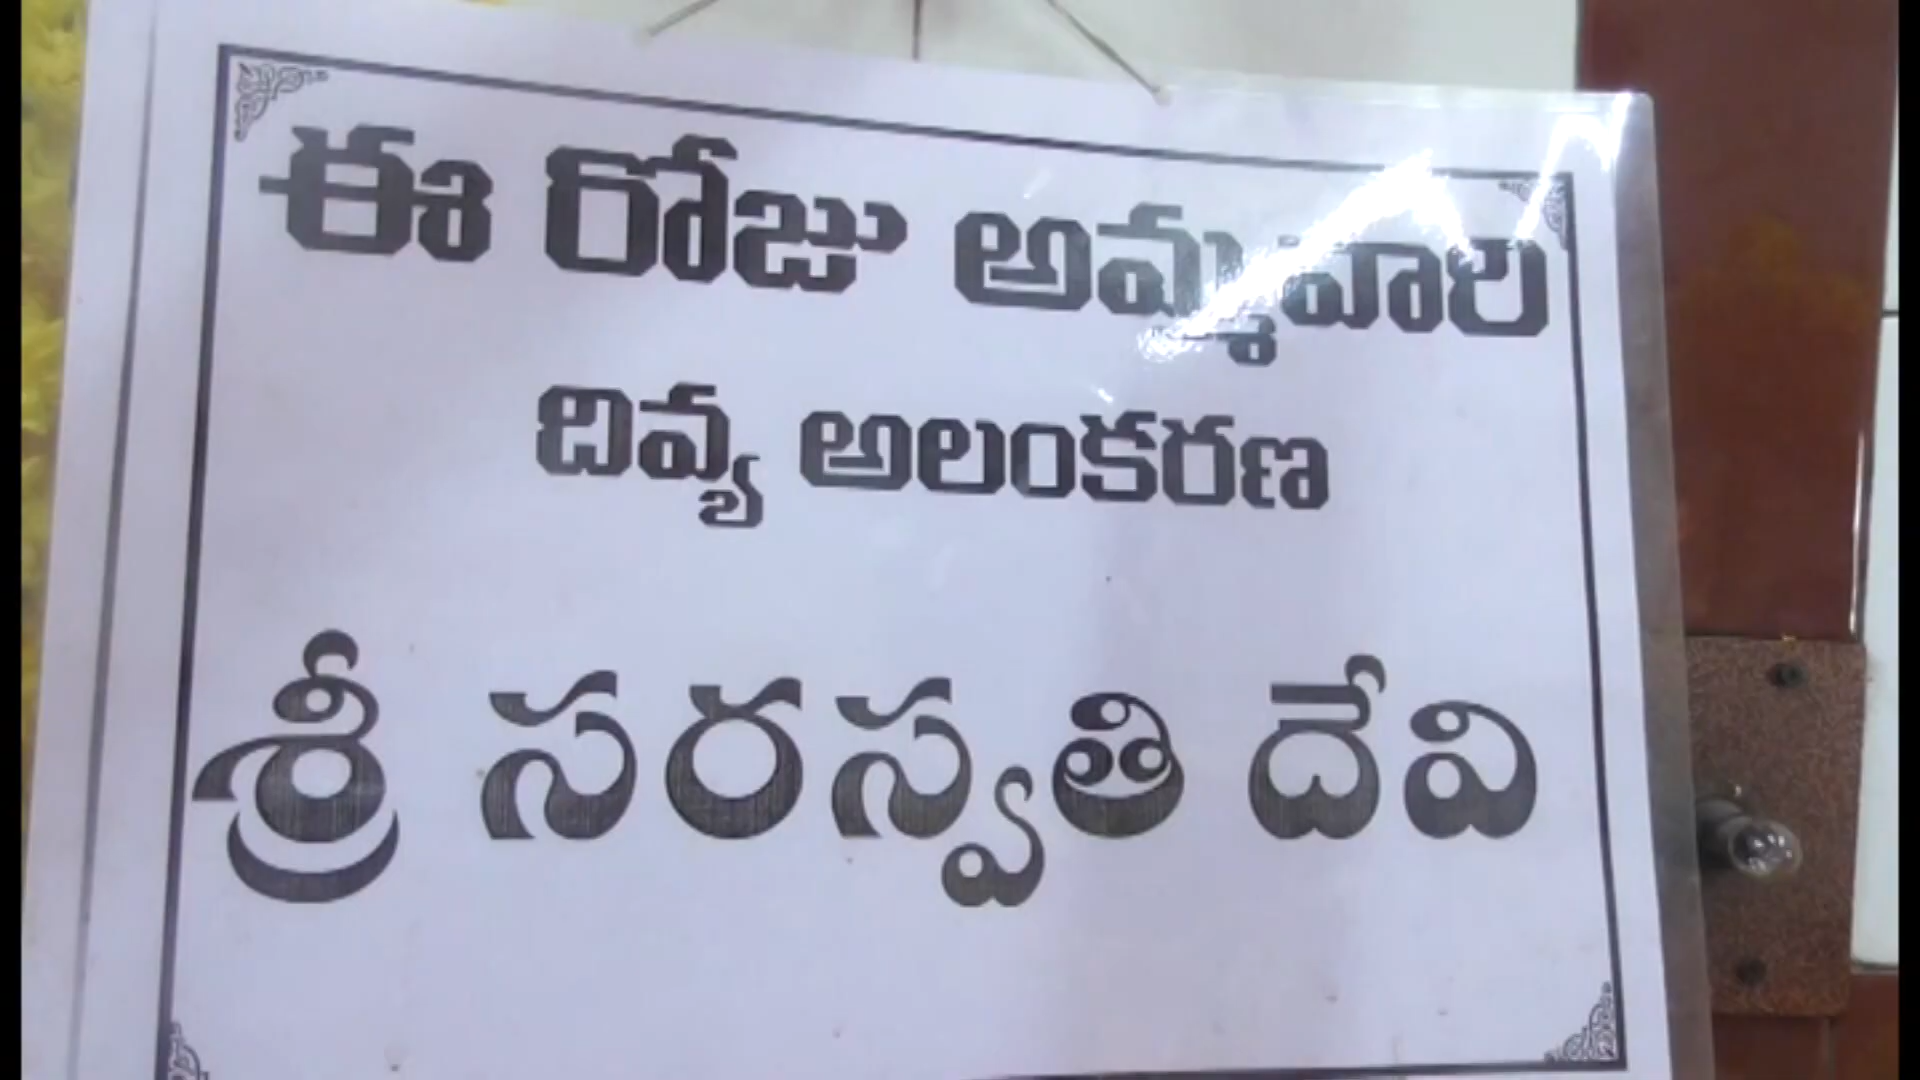 ఈ రోజు అమ్మవారి
దివ్య అలంకరణ
శ్రీ సరస్వతి దేవి